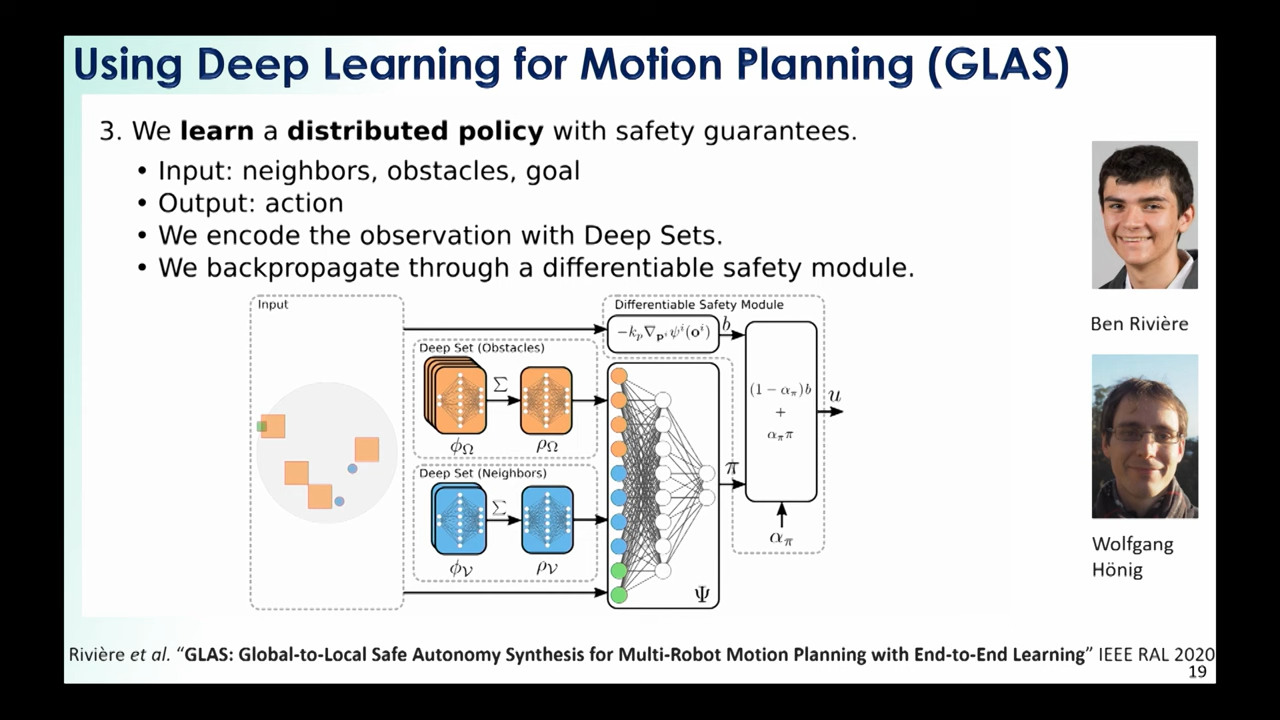 Using Deep Learning for Motion Planning (GLAS)
3. We learn a distributed policy with safety guarantees.
• Input: neighbors, obstacles, goal
• Output: action
• We encode the observation with Deep Sets.
• We backpropagate through a differentiable safety module.
Input
Differentiable Safety Module
−k_p∇_{𝐩^i}ψ^i(𝐨^i)
b
Deep Set (Obstacles)
Σ
ϕ_Ω
ρ_Ω
Deep Set (Neighbors)
Σ
ϕ_𝒱
ρ_𝒱
Ψ
π
(1 − α_π)b
+
α_π π
u
α_π
Ben Rivière
Wolfgang
Hönig
Rivière et al. “GLAS: Global-to-Local Safe Autonomy Synthesis for Multi-Robot Motion Planning with End-to-End Learning” IEEE RAL 2020
19